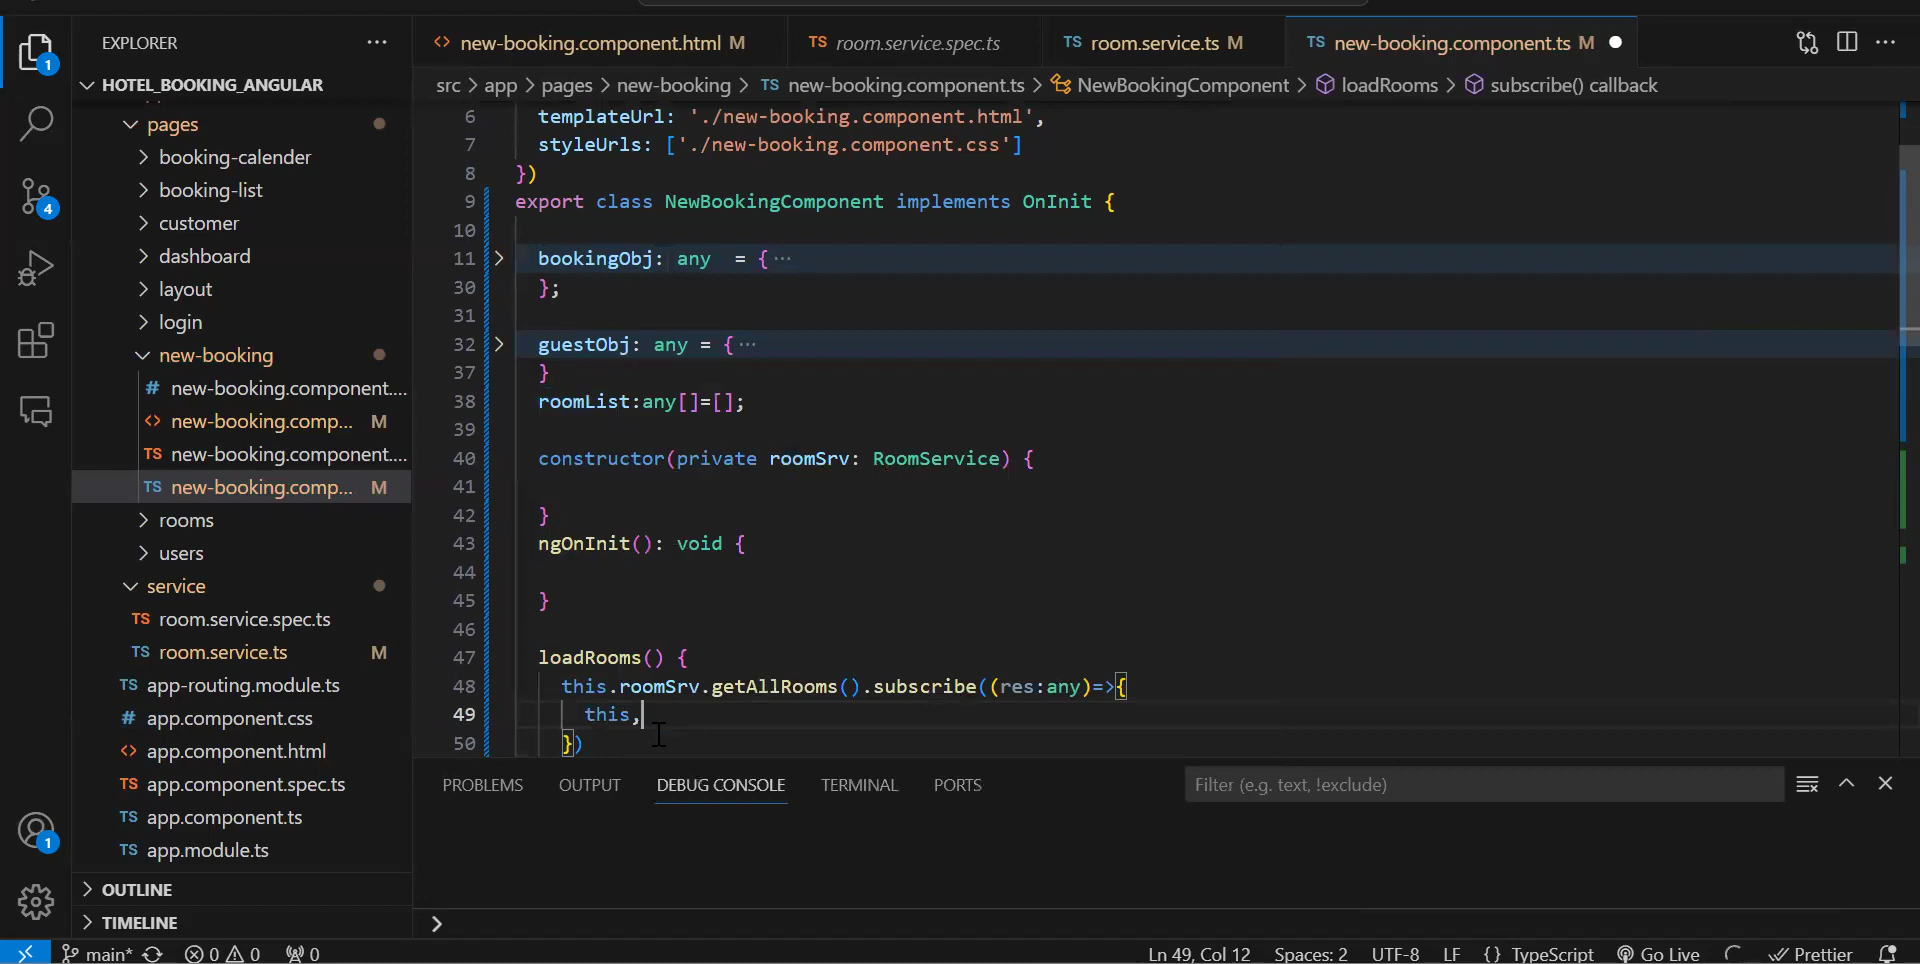 EXPLORER
HOTEL_BOOKING_ANGULAR
pages
booking-calender
booking-list
customer
dashboard
layout
login
new-booking
new-booking.component....
new-booking.comp... M
new-booking.component....
new-booking.comp... M
rooms
users
service
room.service.spec.ts
room.service.ts M
app-routing.module.ts
app.component.css
app.component.html
app.component.spec.ts
app.component.ts
app.module.ts
OUTLINE
TIMELINE
new-booking.component.html M
room.service.spec.ts
room.service.ts M
new-booking.component.ts M
src > app > pages > new-booking > TS new-booking.component.ts > NewBookingComponent > loadRooms > subscribe() callback
6 templateUrl: './new-booking.component.html',
7 styleUrls: ['./new-booking.component.css']
8 })
9 export class NewBookingComponent implements OnInit {
10
11 bookingObj: any = {···
30 };
31
32 guestObj: any = {···
37 }
38 roomList:any[]=[];
39
40 constructor(private roomSrv: RoomService) {
41
42 }
43 ngOnInit(): void {
44
45 }
46
47 loadRooms() {
48 this.roomSrv.getAllRooms().subscribe((res:any)=>{
49 this,
50 })
PROBLEMS OUTPUT DEBUG CONSOLE TERMINAL PORTS
Filter (e.g. text, !exclude)
main* 0 0 0 Ln 49, Col 12 Spaces: 2 UTF-8 LF {} TypeScript Go Live Prettier